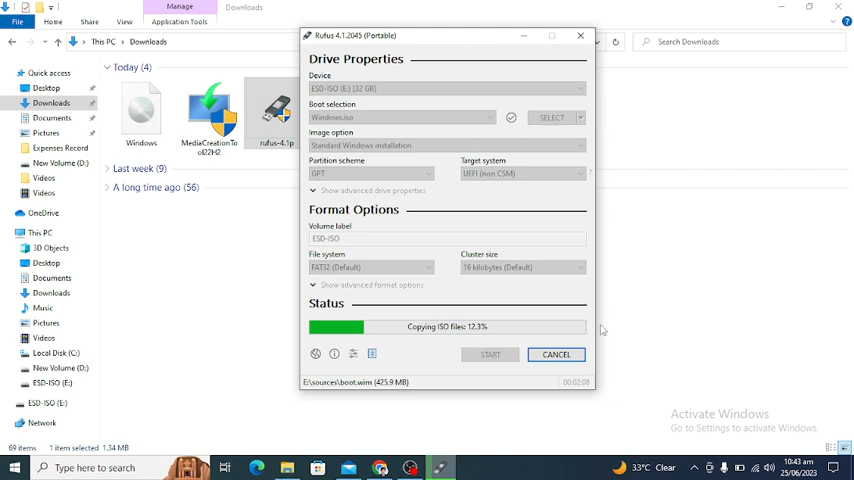 Manage
Downloads
File
Home
Share
View
Application Tools
This PC
Downloads
Search Downloads
Quick access
Desktop
Downloads
Documents
Pictures
Expenses Record
New Volume (D:)
Videos
Videos
OneDrive
This PC
3D Objects
Desktop
Documents
Downloads
Music
Pictures
Videos
Local Disk (C:)
New Volume (D:)
ESD-ISO (E:)
ESD-ISO (E:)
Network
Today (4)
Windows
MediaCreationTo
ol22H2
rufus-4.1p
Last week (9)
A long time ago (56)
Rufus 4.1.2045 (Portable)
Drive Properties
Device
ESD-ISO (E:) [32 GB]
Boot selection
Windows.iso
SELECT
Image option
Standard Windows installation
Partition scheme
Target system
GPT
UEFI (non CSM)
?
Show advanced drive properties
Format Options
Volume label
ESD-ISO
File system
Cluster size
FAT32 (Default)
16 kilobytes (Default)
Show advanced format options
Status
Copying ISO files: 12.3%
START
CANCEL
E:\sources\boot.wim (425.9 MB)
00:02:08
Activate Windows
Go to Settings to activate Windows.
69 items
1 item selected 1.34 MB
Type here to search
33°C Clear
10:43 am
25/06/2023